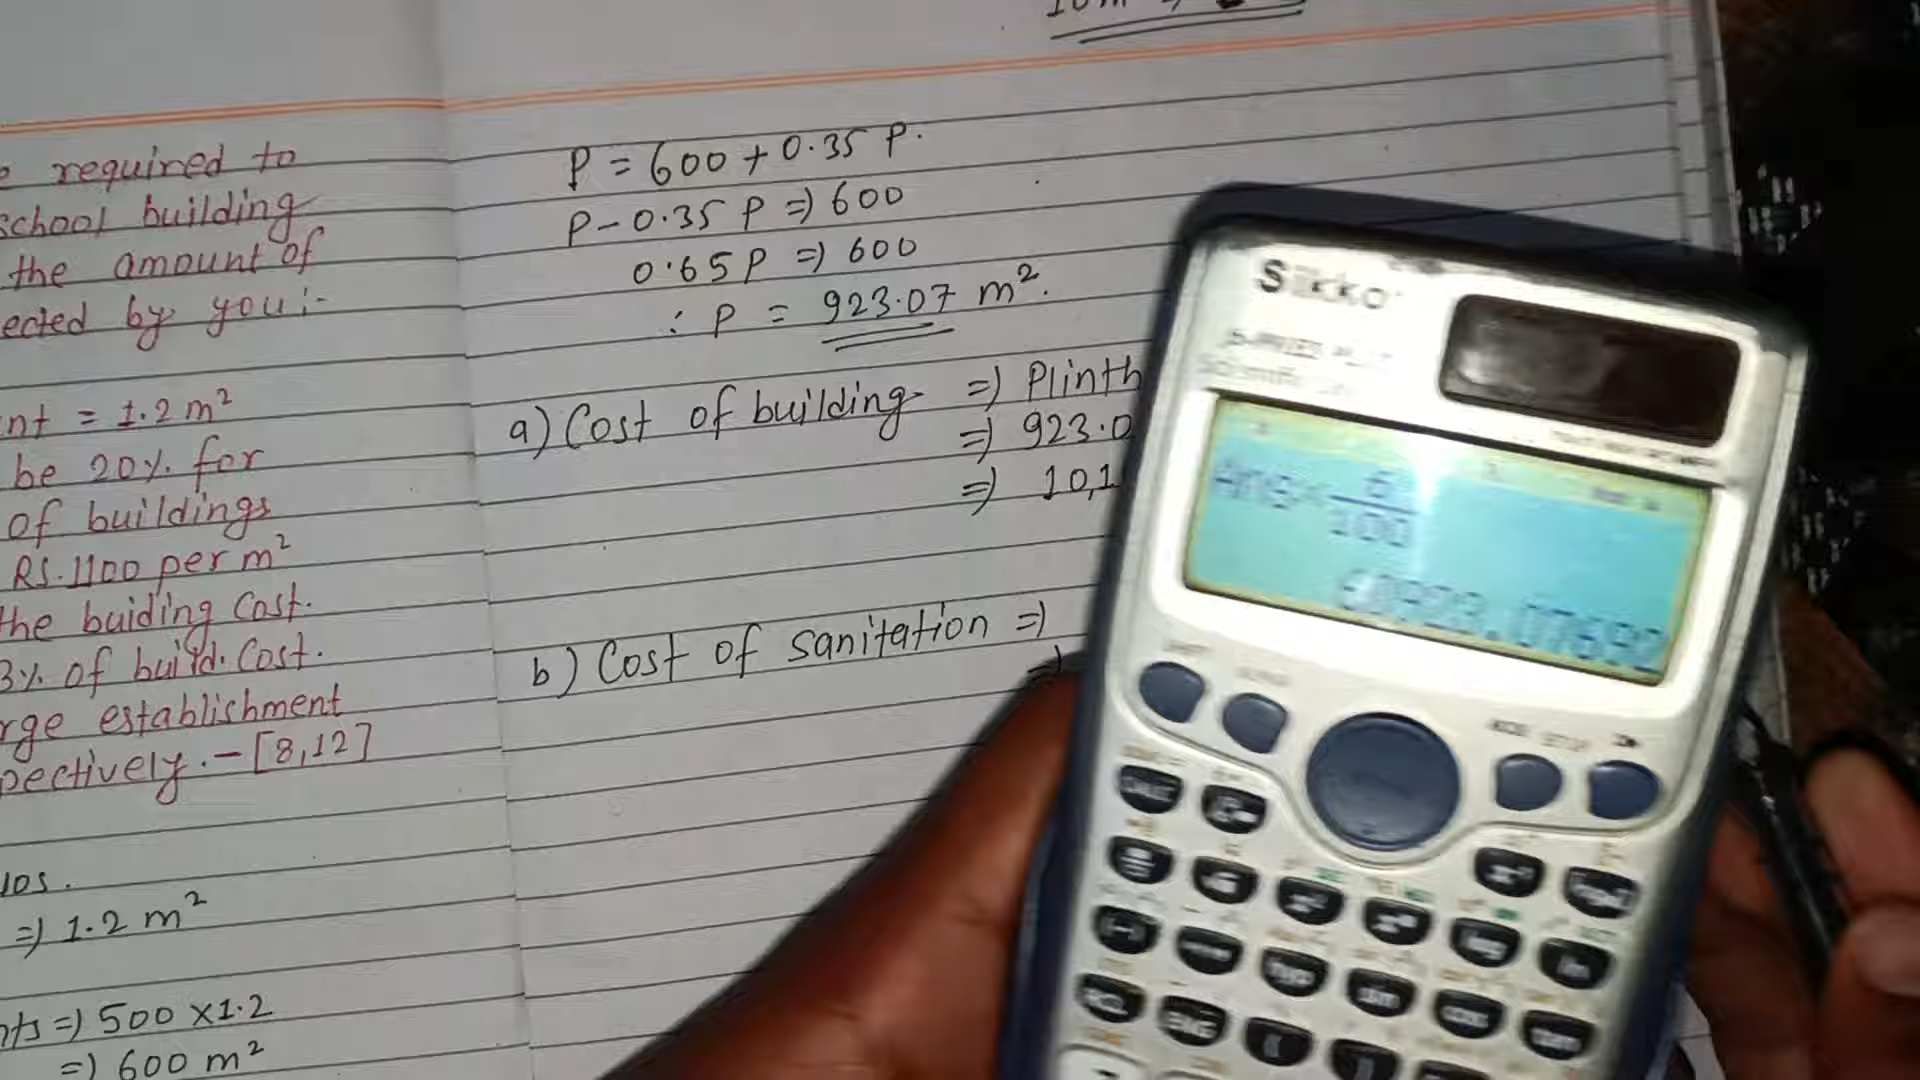 required to
school building
the amount of
ected by you :-
nt = 1.2 m²
be 20%. for
of buildings
RS. 1100 per m²
the buiding Cost.
3%. of build. Cost.
rge establishment
pectively. - [8,12]
⇒ 1.2 m²
nts ⇒ 500 x 1.2
⇒ 600 m²
P = 600 + 0.35 P.
P - 0.35 P ⇒ 600
0.65 P ⇒ 600
∴ P = 923.07 m².
a) Cost of building ⇒ Plinth
⇒ 923.0
⇒ 10,1
b) Cost of sanitation ⇒
Sikko
Ans×6/100
60923.07692